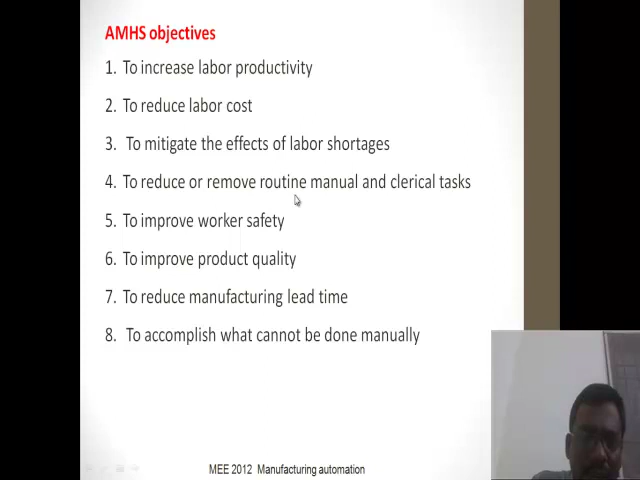 AMHS objectives
1. To increase labor productivity
2. To reduce labor cost
3. To mitigate the effects of labor shortages
4. To reduce or remove routine manual and clerical tasks
5. To improve worker safety
6. To improve product quality
7. To reduce manufacturing lead time
8. To accomplish what cannot be done manually
MEE 2012 Manufacturing automation